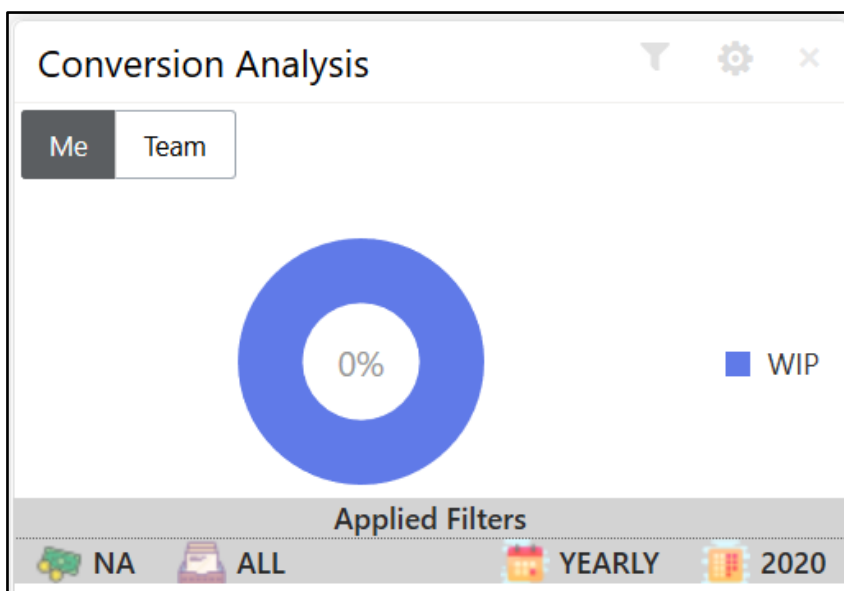 Conversion Analysis
Me Team
0%
WIP
Applied Filters
NA ALL YEARLY 2020